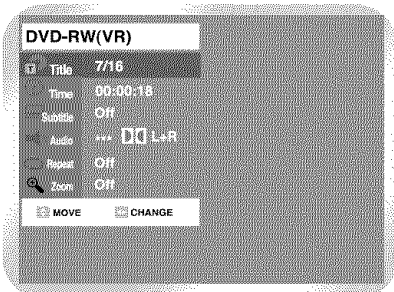 DVD-RW(VR)
T Title 7/16
Time 00:00:18
Subtitle Off
Audio --- DD L+R
Repeat Off
Zoom Off
MOVE CHANGE